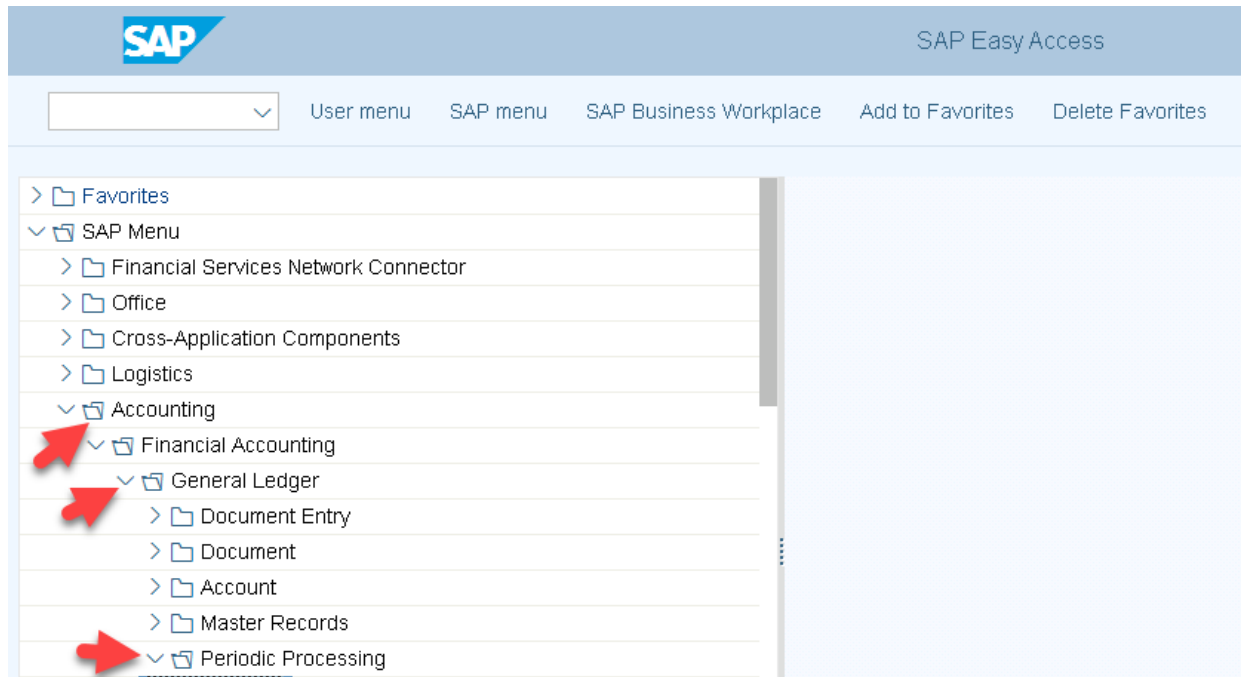 SAP SAP Easy Access
User menu SAP menu SAP Business Workplace Add to Favorites Delete Favorites
Favorites
SAP Menu
Financial Services Network Connector
Office
Cross-Application Components
Logistics
Accounting
Financial Accounting
General Ledger
Document Entry
Document
Account
Master Records
Periodic Processing